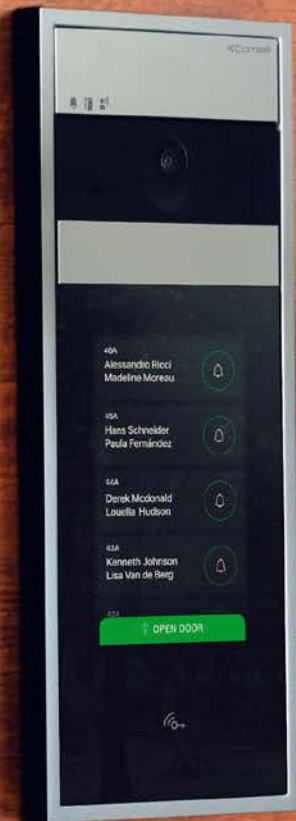 Comelit
46A
Alessandro Ricci
Madeline Moreau
45A
Hans Schneider
Paula Fernández
44A
Derek Mcdonald
Louella Hudson
43A
Kenneth Johnson
Lisa Van de Berg
42A
OPEN DOOR